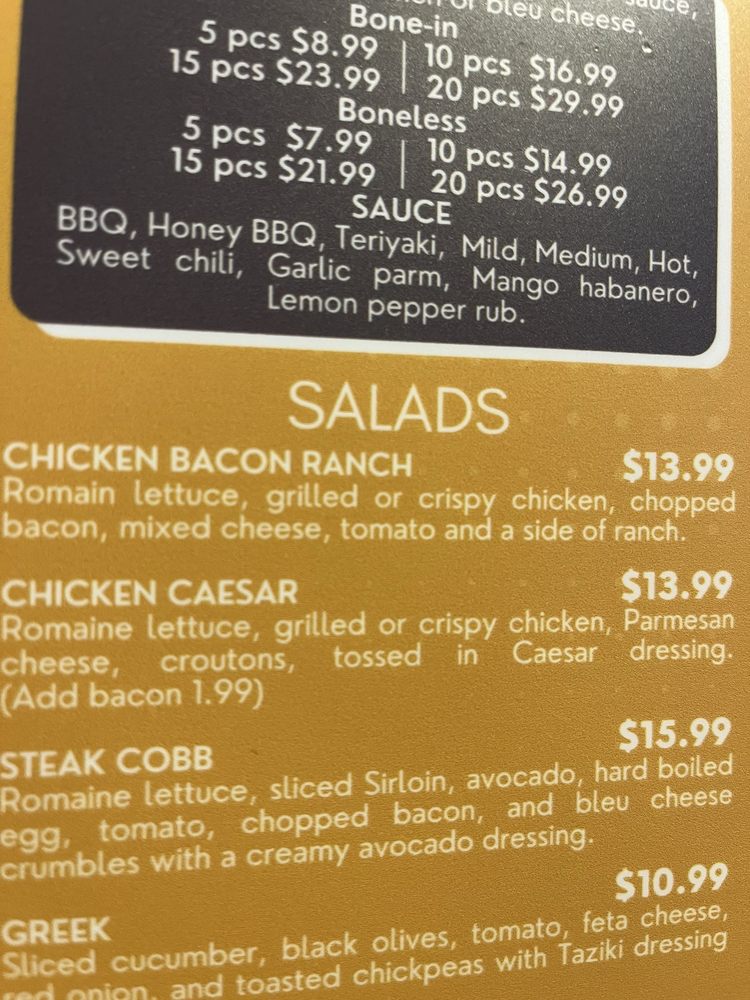 or bleu cheese.
sauce,
Bone-in
5 pcs $8.99 | 10 pcs $16.99
15 pcs $23.99 | 20 pcs $29.99
Boneless
5 pcs $7.99 | 10 pcs $14.99
15 pcs $21.99 | 20 pcs $26.99
SAUCE
BBQ, Honey BBQ, Teriyaki, Mild, Medium, Hot,
Sweet chili, Garlic parm, Mango habanero,
Lemon pepper rub.
SALADS
CHICKEN BACON RANCH $13.99
Romain lettuce, grilled or crispy chicken, chopped
bacon, mixed cheese, tomato and a side of ranch.
CHICKEN CAESAR $13.99
Romaine lettuce, grilled or crispy chicken, Parmesan
cheese, croutons, tossed in Caesar dressing.
(Add bacon 1.99)
STEAK COBB $15.99
Romaine lettuce, sliced Sirloin, avocado, hard boiled
egg, tomato, chopped bacon, and bleu cheese
crumbles with a creamy avocado dressing.
GREEK $10.99
Sliced cucumber, black olives, tomato, feta cheese,
red onion, and toasted chickpeas with Taziki dressing